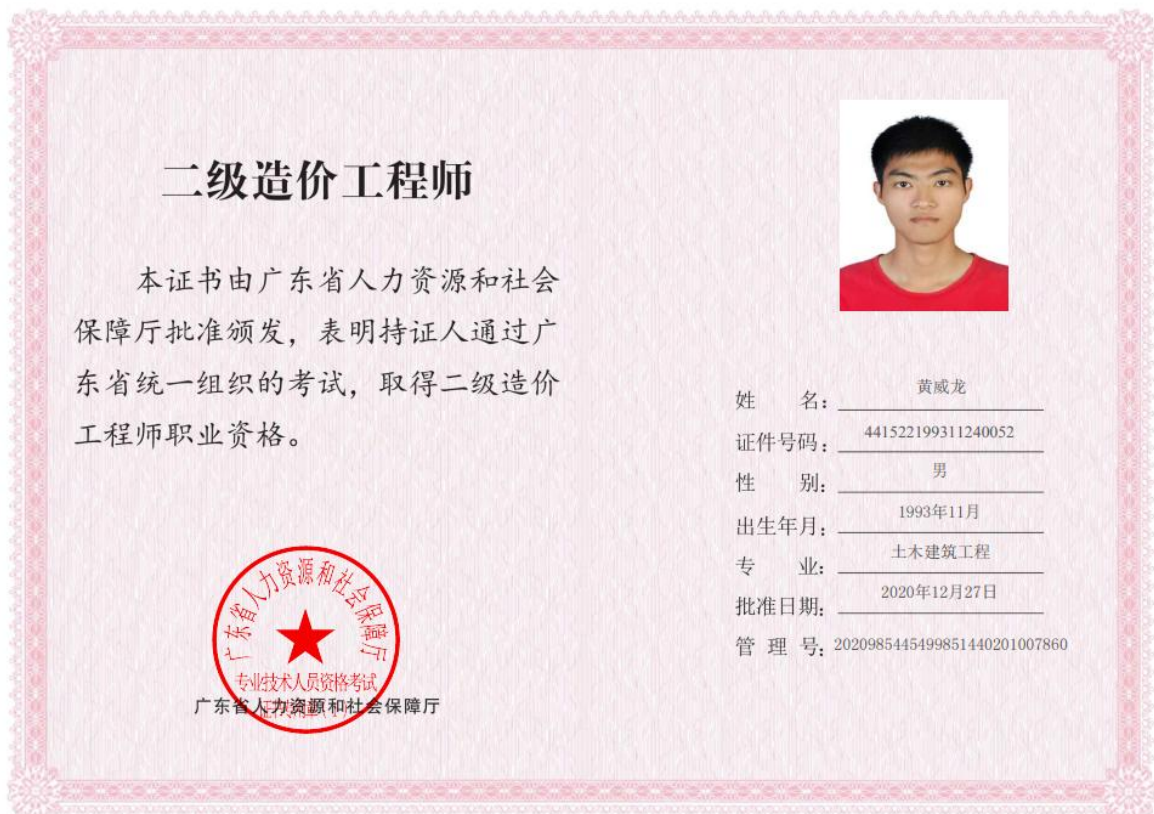 二级造价工程师
本证书由广东省人力资源和社会
保障厅批准颁发，表明持证人通过广
东省统一组织的考试，取得二级造价
工程师职业资格。
姓名：黄威龙
证件号码：441522199311240052
性别：男
出生年月：1993年11月
专业：土木建筑工程
批准日期：2020年12月27日
管理号：20209854454998514402010​07860
广东省人力资源和社会保障厅
专业技术人员资格考试
广东省人力资源和社会保障厅